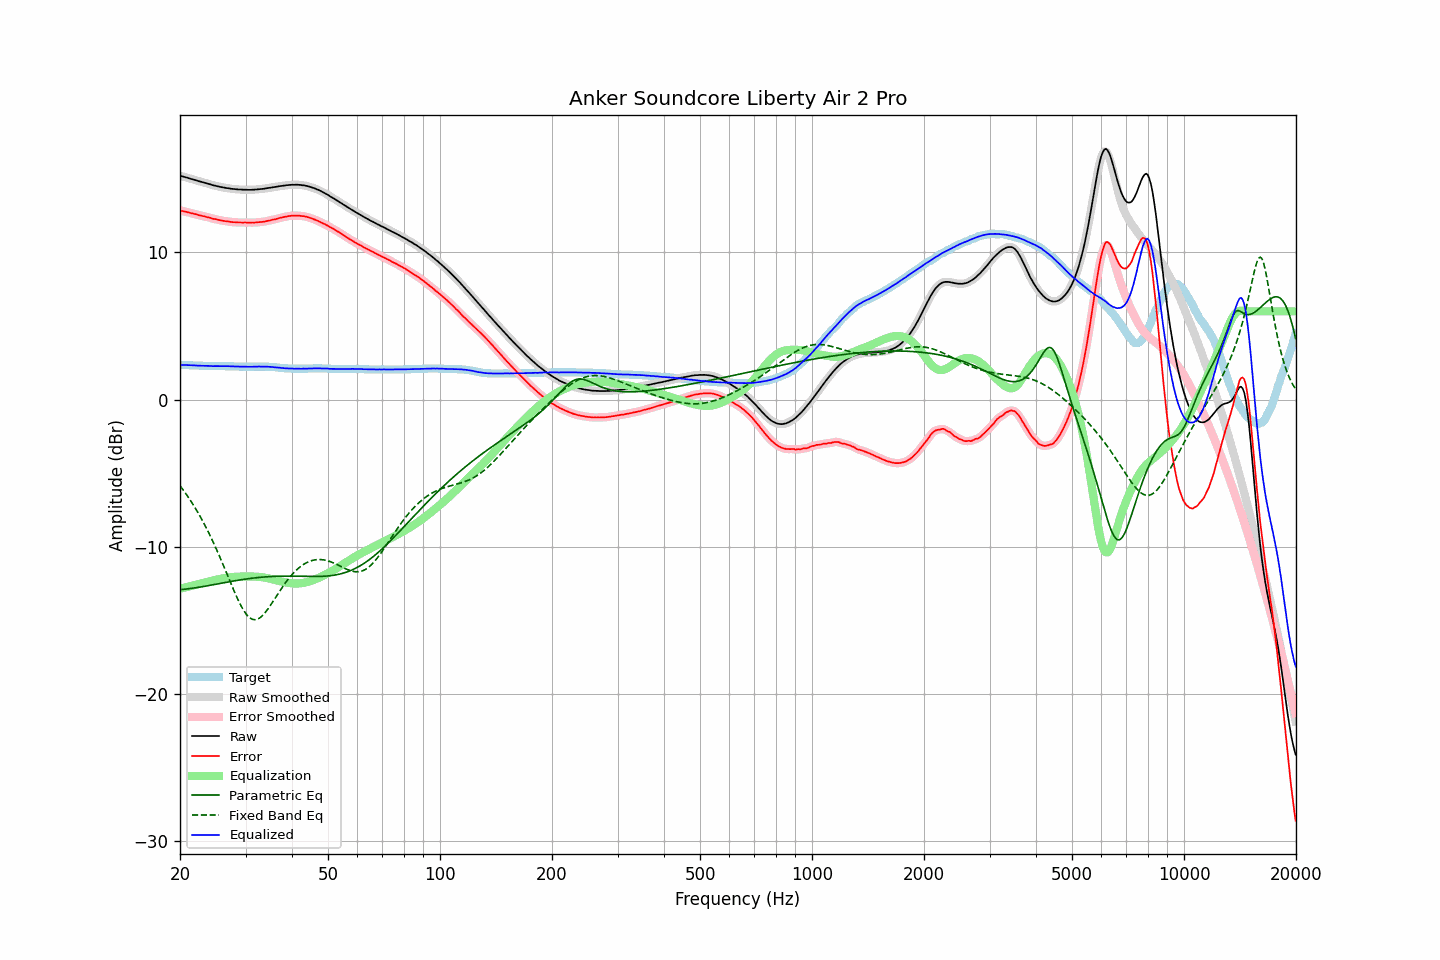 Anker Soundcore Liberty Air 2 Pro
Amplitude (dBr)
10
0
−10
−20
−30
Target
Raw Smoothed
Error Smoothed
Raw
Error
Equalization
Parametric Eq
Fixed Band Eq
Equalized
20
50
100
200
500
1000
2000
5000
10000
20000
Frequency (Hz)